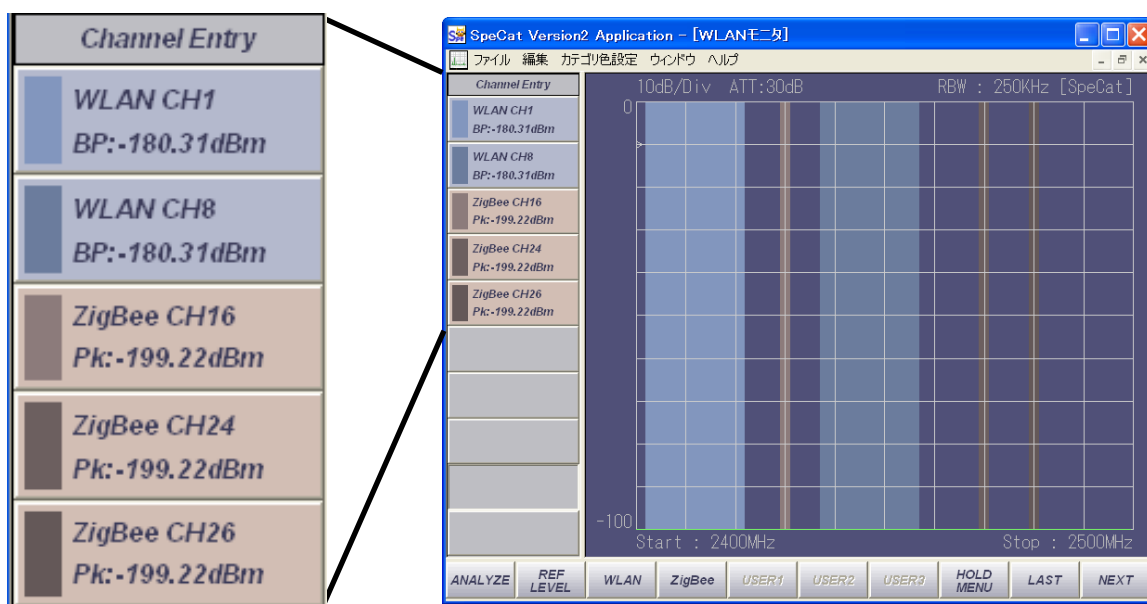 Channel Entry
WLAN CH1
BP:-180.31dBm
WLAN CH8
BP:-180.31dBm
ZigBee CH16
Pk:-199.22dBm
ZigBee CH24
Pk:-199.22dBm
ZigBee CH26
Pk:-199.22dBm
SpeCat Version2 Application - [WLANモニタ]
ファイル 編集 カテゴリ色設定 ウィンドウ ヘルプ
Channel Entry
WLAN CH1
BP:-180.31dBm
WLAN CH8
BP:-180.31dBm
ZigBee CH16
Pk:-199.22dBm
ZigBee CH24
Pk:-199.22dBm
ZigBee CH26
Pk:-199.22dBm
10dB/Div ATT:30dB RBW : 250KHz [SpeCat]
0
-100
Start : 2400MHz Stop : 2500MHz
ANALYZE REF LEVEL WLAN ZigBee USER1 USER2 USER3 HOLD MENU LAST NEXT